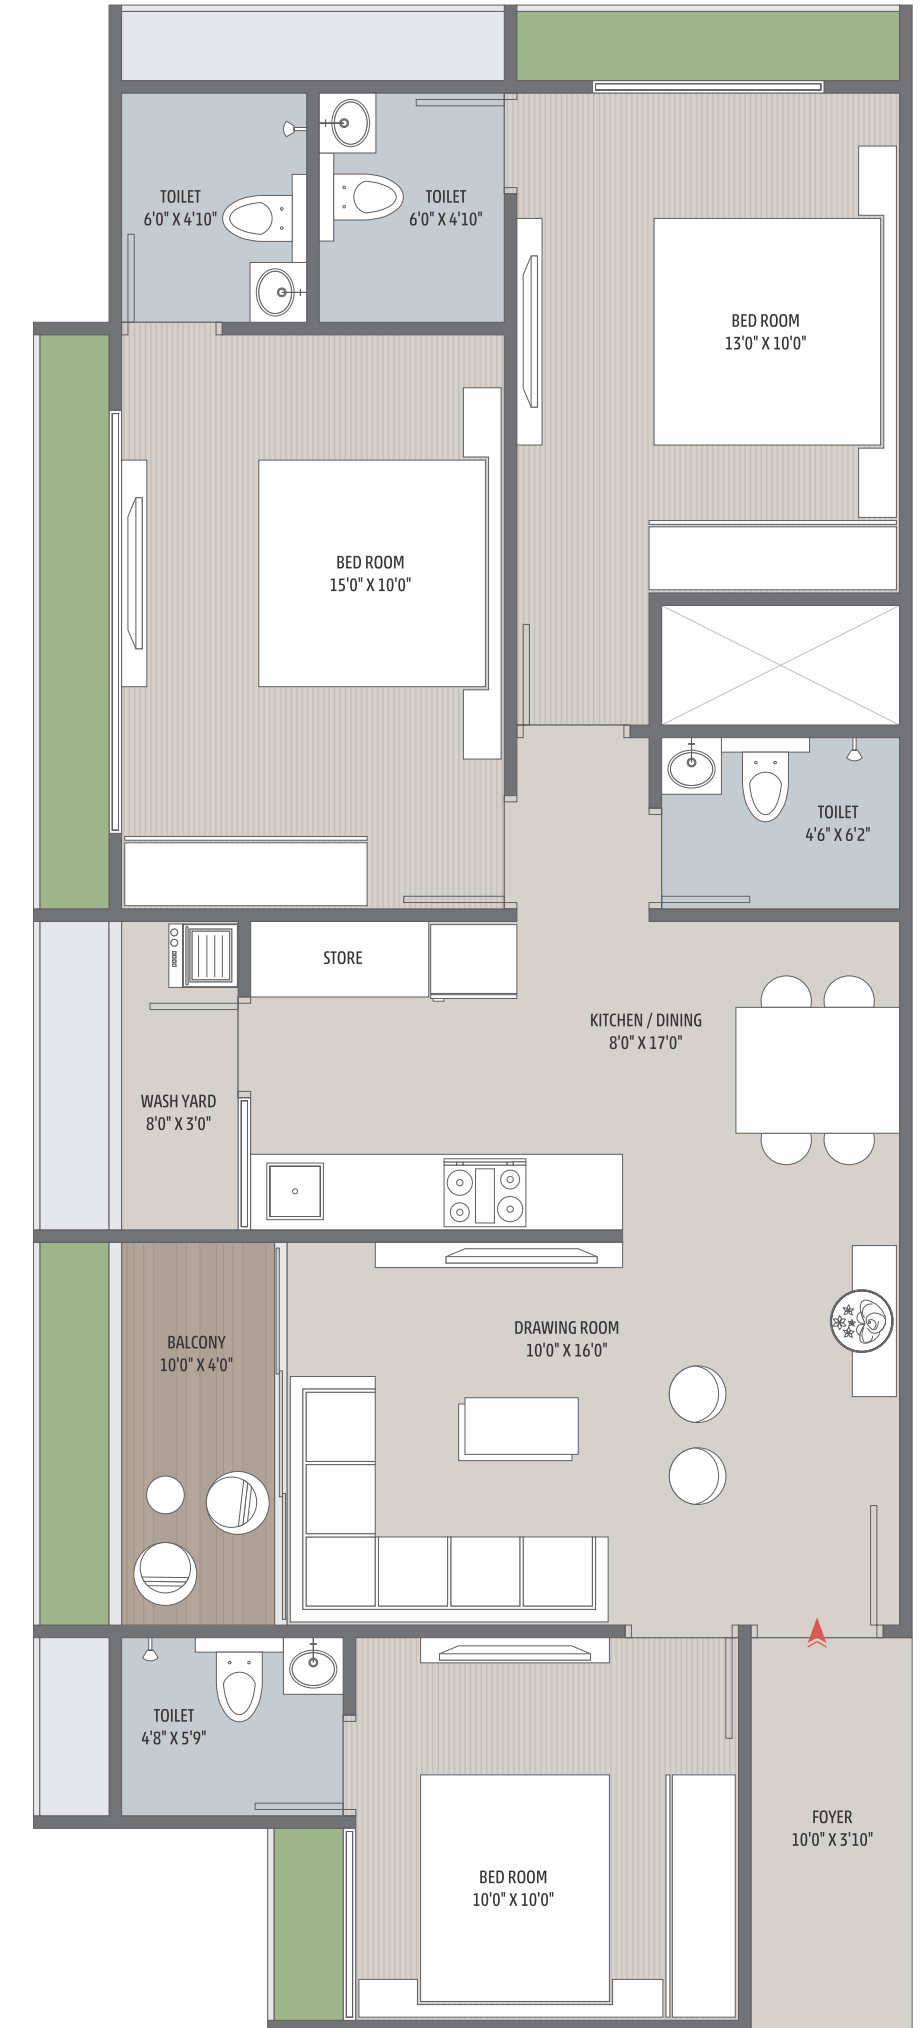 TOILET
6'0" X 4'10"
TOILET
6'0" X 4'10"
BED ROOM
13'0" X 10'0"
BED ROOM
15'0" X 10'0"
TOILET
4'6" X 6'2"
STORE
KITCHEN / DINING
8'0" X 17'0"
WASH YARD
8'0" X 3'0"
DRAWING ROOM
10'0" X 16'0"
BALCONY
10'0" X 4'0"
TOILET
4'8" X 5'9"
FOYER
10'0" X 3'10"
BED ROOM
10'0" X 10'0"